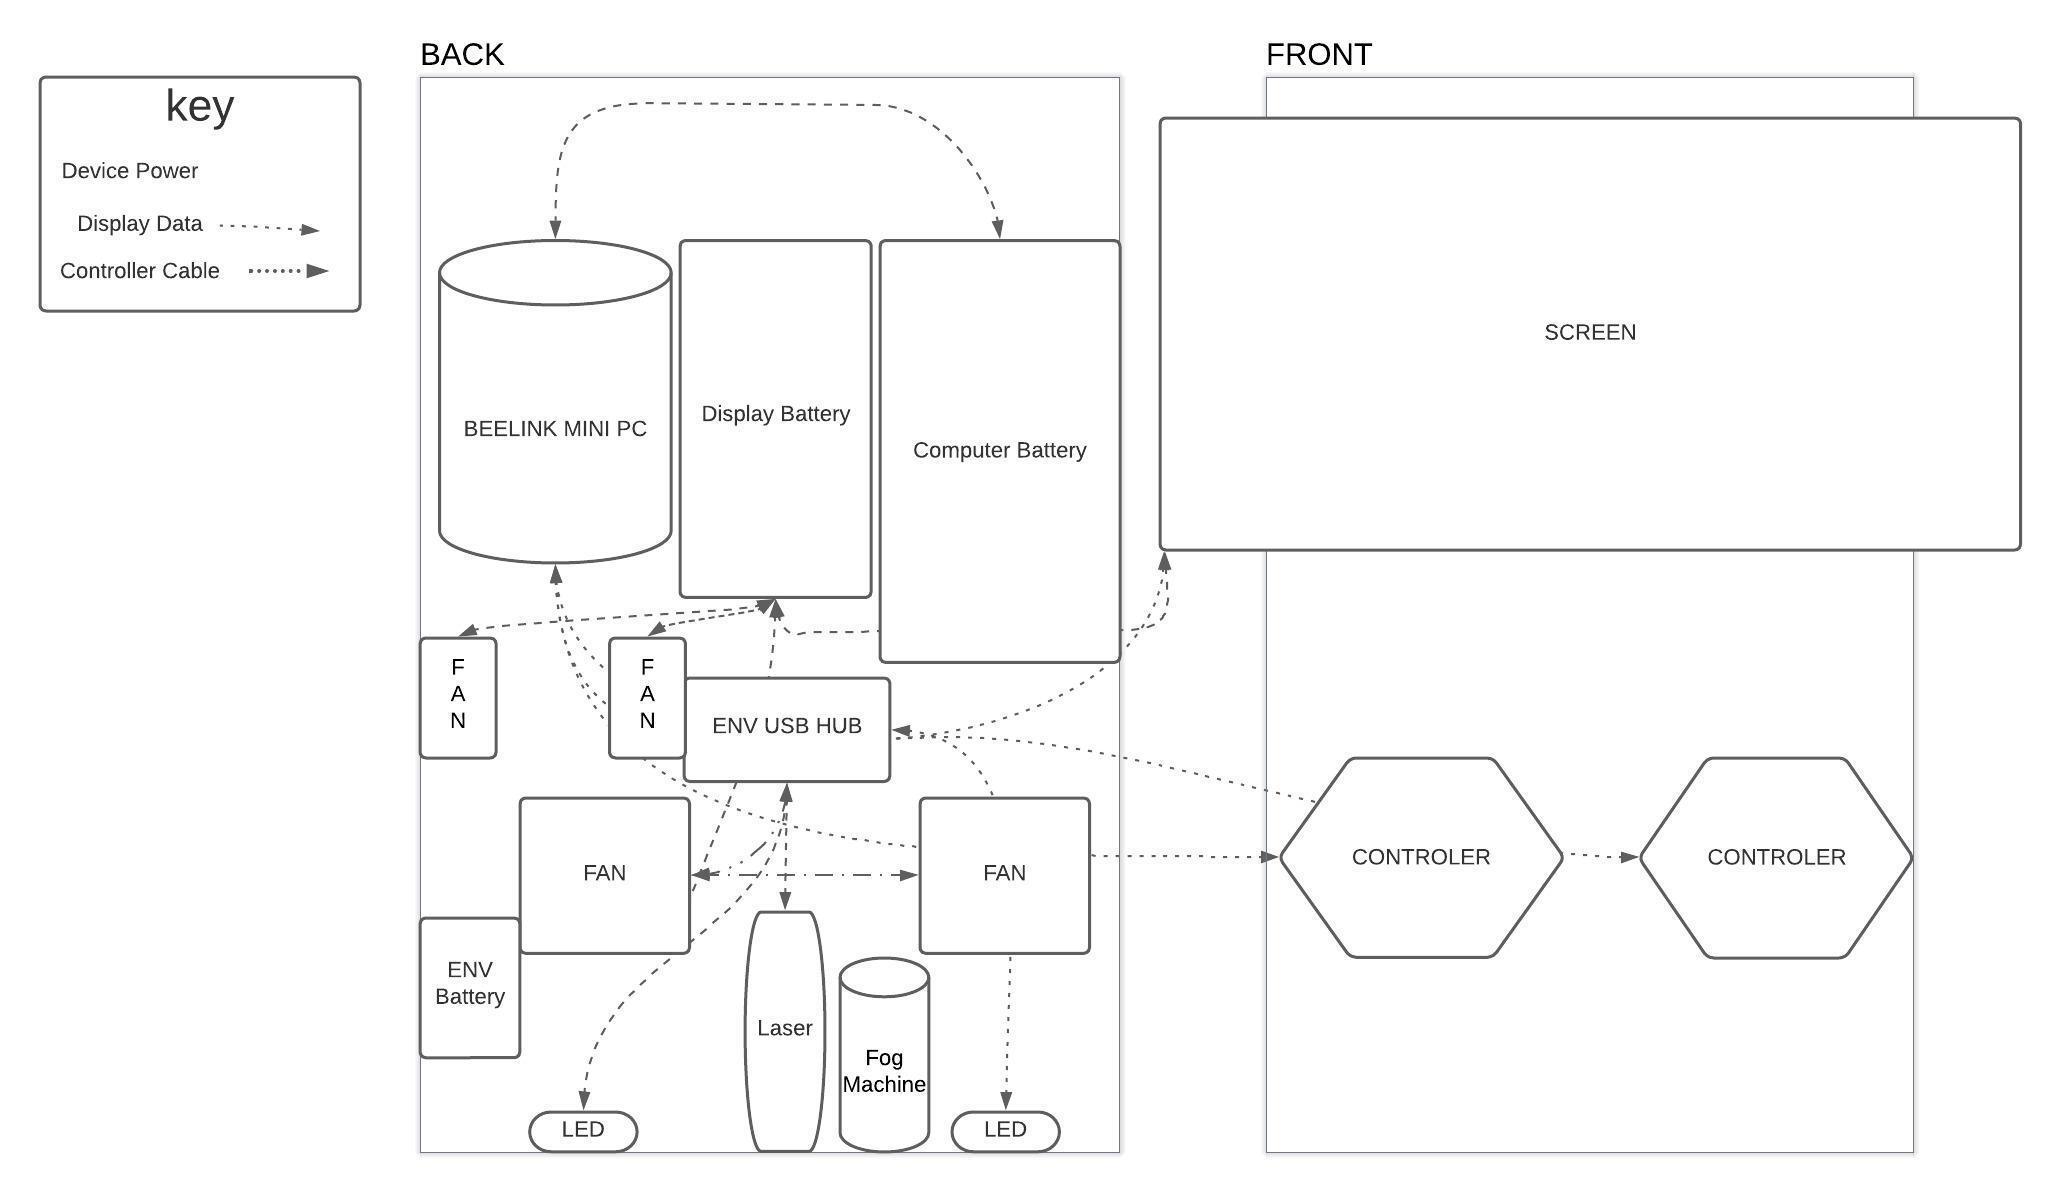 BACK
FRONT
key
Device Power
Display Data
Controller Cable
BEELINK MINI PC
Display Battery
Computer Battery
SCREEN
F
A
N
F
A
N
ENV USB HUB
FAN
FAN
CONTROLER
CONTROLER
ENV
Battery
Laser
Fog
Machine
LED
LED